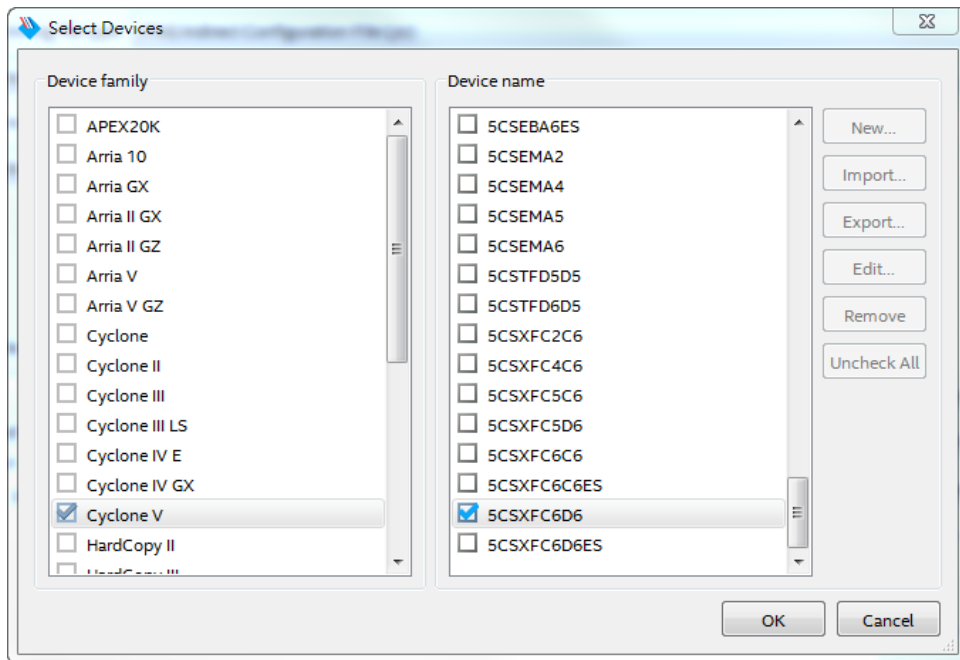 Select Devices
Device family
APEX20K
Arria 10
Arria GX
Arria II GX
Arria II GZ
Arria V
Arria V GZ
Cyclone
Cyclone II
Cyclone III
Cyclone III LS
Cyclone IV E
Cyclone IV GX
Cyclone V
HardCopy II
HardCopy III
Device name
5CSEBA6ES
5CSEMA2
5CSEMA4
5CSEMA5
5CSEMA6
5CSTFD5D5
5CSTFD6D5
5CSXFC2C6
5CSXFC4C6
5CSXFC5C6
5CSXFC5D6
5CSXFC6C6
5CSXFC6C6ES
5CSXFC6D6
5CSXFC6D6ES
New...
Import...
Export...
Edit...
Remove
Uncheck All
OK
Cancel